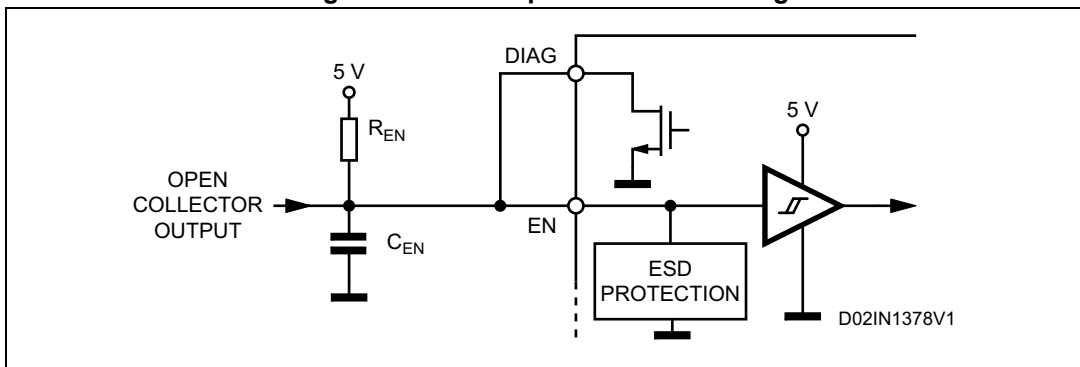 DIAG
5 V
R_EN
5 V
OPEN
COLLECTOR
OUTPUT
EN
C_EN
ESD
PROTECTION
D02IN1378V1